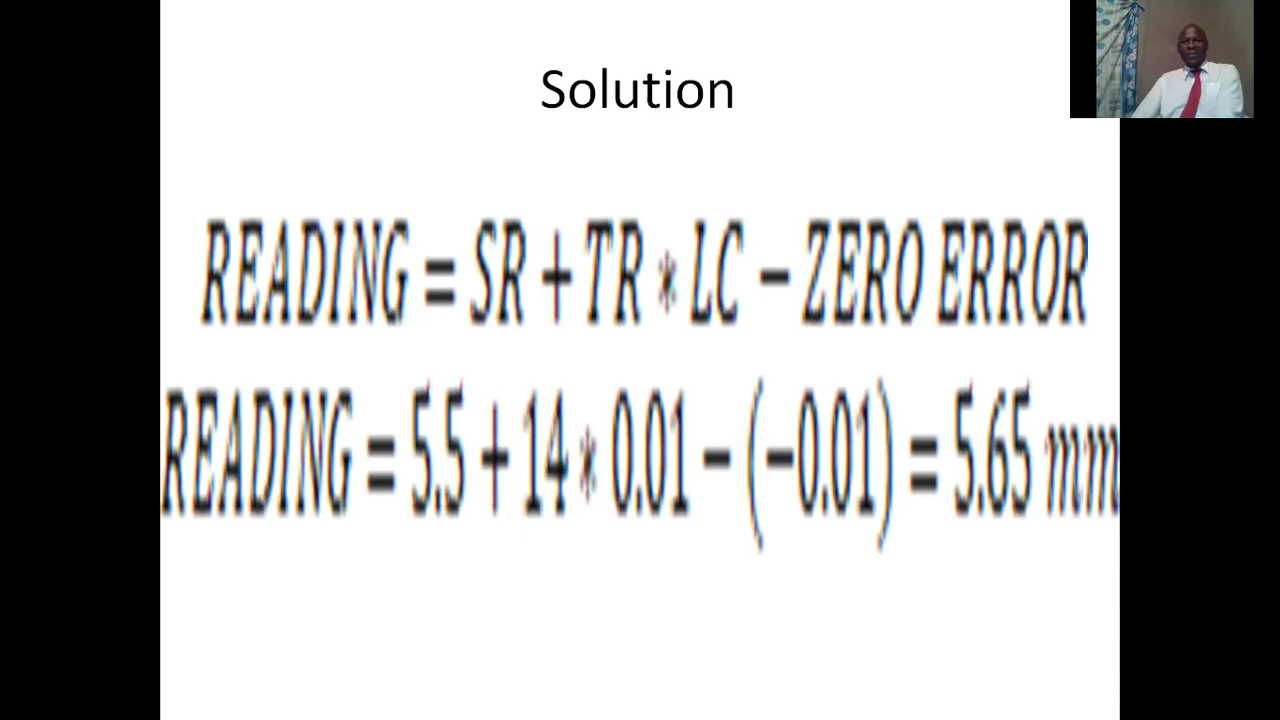 Solution
READING = SR + TR * LC − ZERO ERROR
READING = 5.5 + 14 * 0.01 − (−0.01) = 5.65 mm